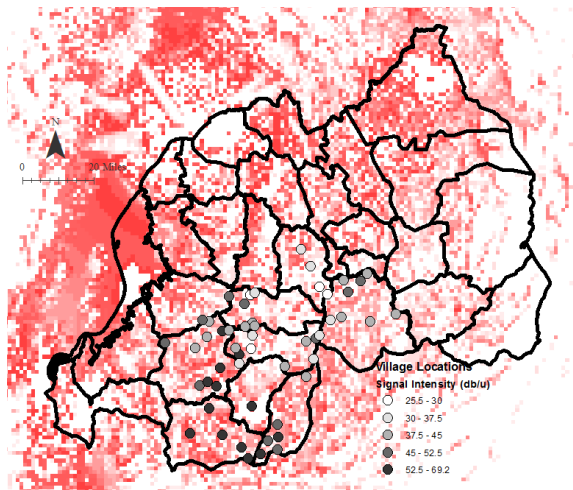 N
0 20 Miles
Village Locations
Signal Intensity (db/u)
25.5 - 30
30 - 37.5
37.5 - 45
45 - 52.5
52.5 - 69.2